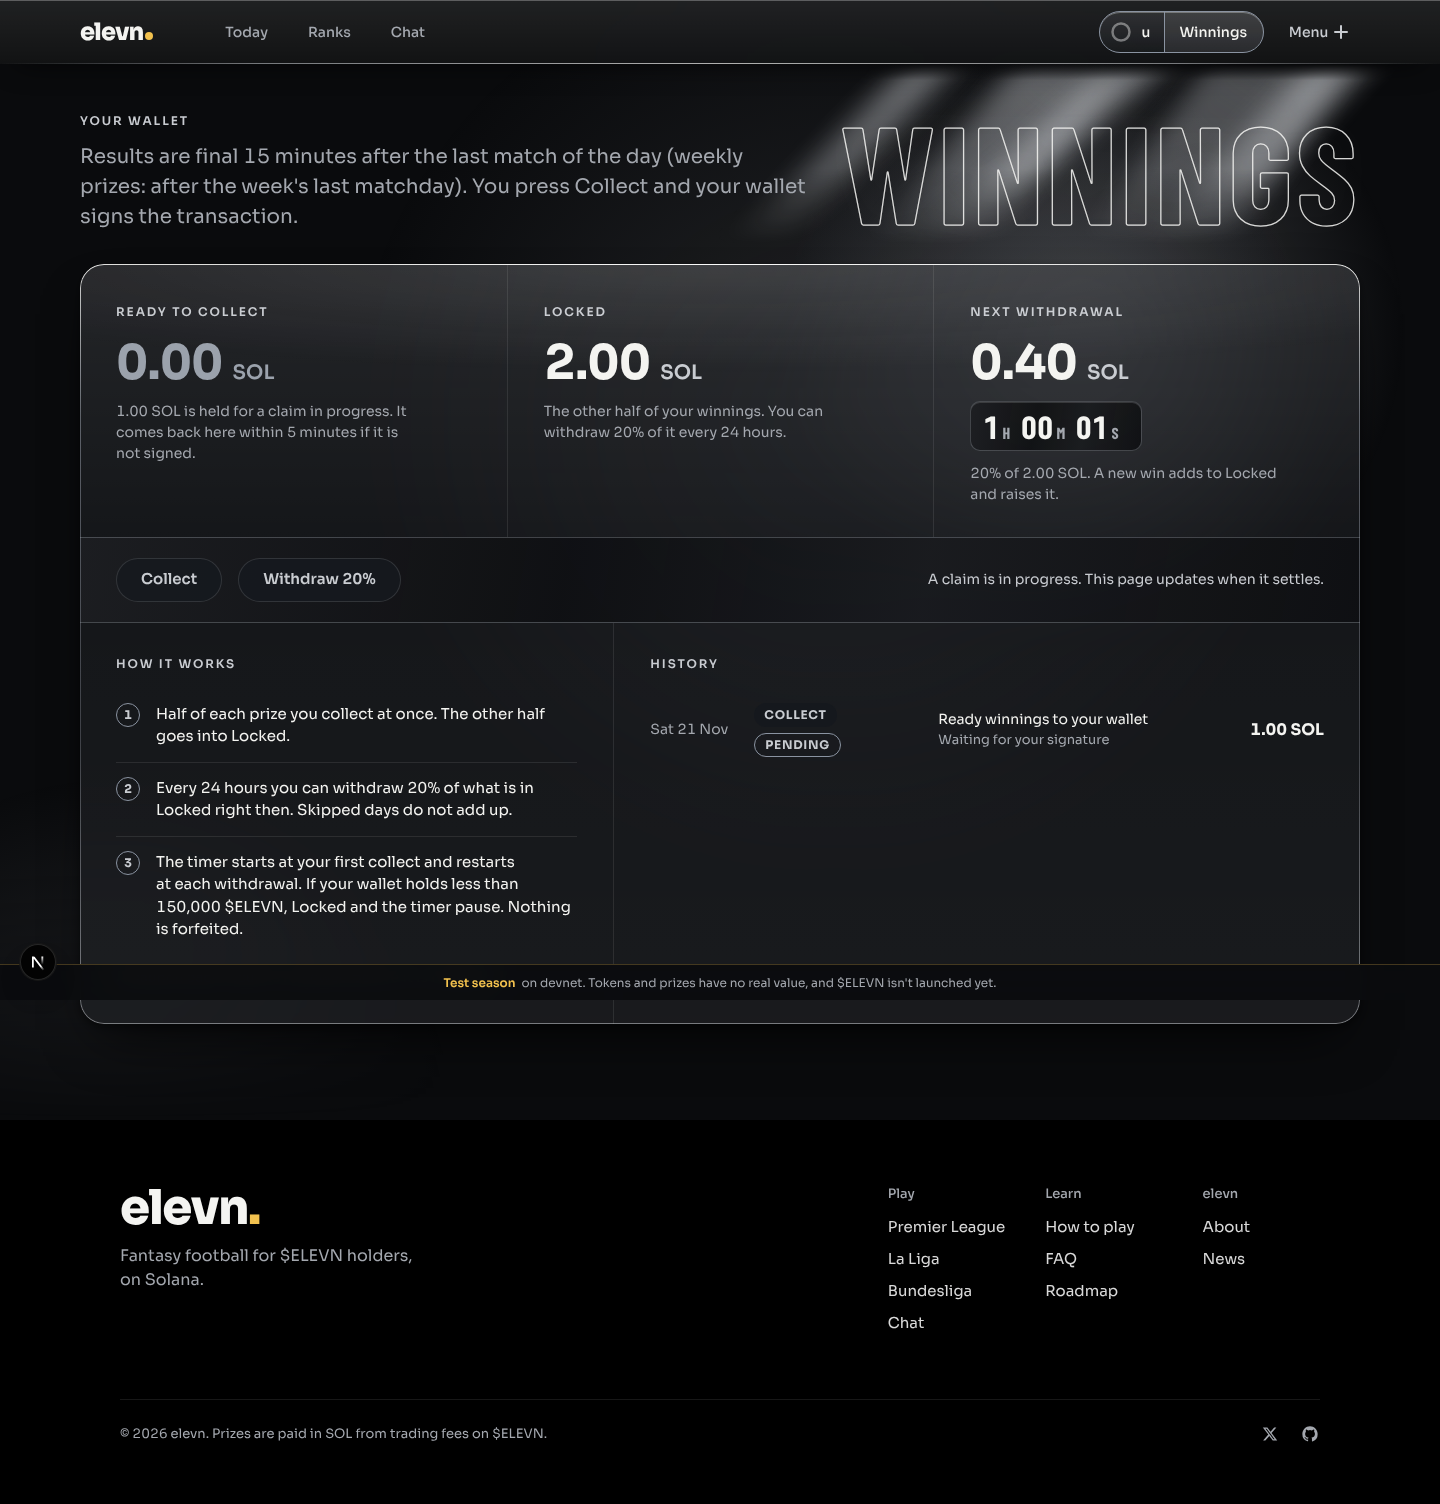 elevn.
Today
Ranks
Chat
u
Winnings
Menu
YOUR WALLET
Results are final 15 minutes after the last match of the day (weekly
prizes: after the week's last matchday). You press Collect and your wallet
signs the transaction.
WINNINGS
READY TO COLLECT
0.00 SOL
1.00 SOL is held for a claim in progress. It
comes back here within 5 minutes if it is
not signed.
LOCKED
2.00 SOL
The other half of your winnings. You can
withdraw 20% of it every 24 hours.
NEXT WITHDRAWAL
0.40 SOL
1 H 00 M 01 S
20% of 2.00 SOL. A new win adds to Locked
and raises it.
Collect
Withdraw 20%
A claim is in progress. This page updates when it settles.
HOW IT WORKS
1 Half of each prize you collect at once. The other half
goes into Locked.
2 Every 24 hours you can withdraw 20% of what is in
Locked right then. Skipped days do not add up.
3 The timer starts at your first collect and restarts
at each withdrawal. If your wallet holds less than
150,000 $ELEVN, Locked and the timer pause. Nothing
is forfeited.
HISTORY
Sat 21 Nov
COLLECT
PENDING
Ready winnings to your wallet
Waiting for your signature
1.00 SOL
N
Test season on devnet. Tokens and prizes have no real value, and $ELEVN isn't launched yet.
elevn.
Fantasy football for $ELEVN holders,
on Solana.
Play
Premier League
La Liga
Bundesliga
Chat
Learn
How to play
FAQ
Roadmap
elevn
About
News
© 2026 elevn. Prizes are paid in SOL from trading fees on $ELEVN.